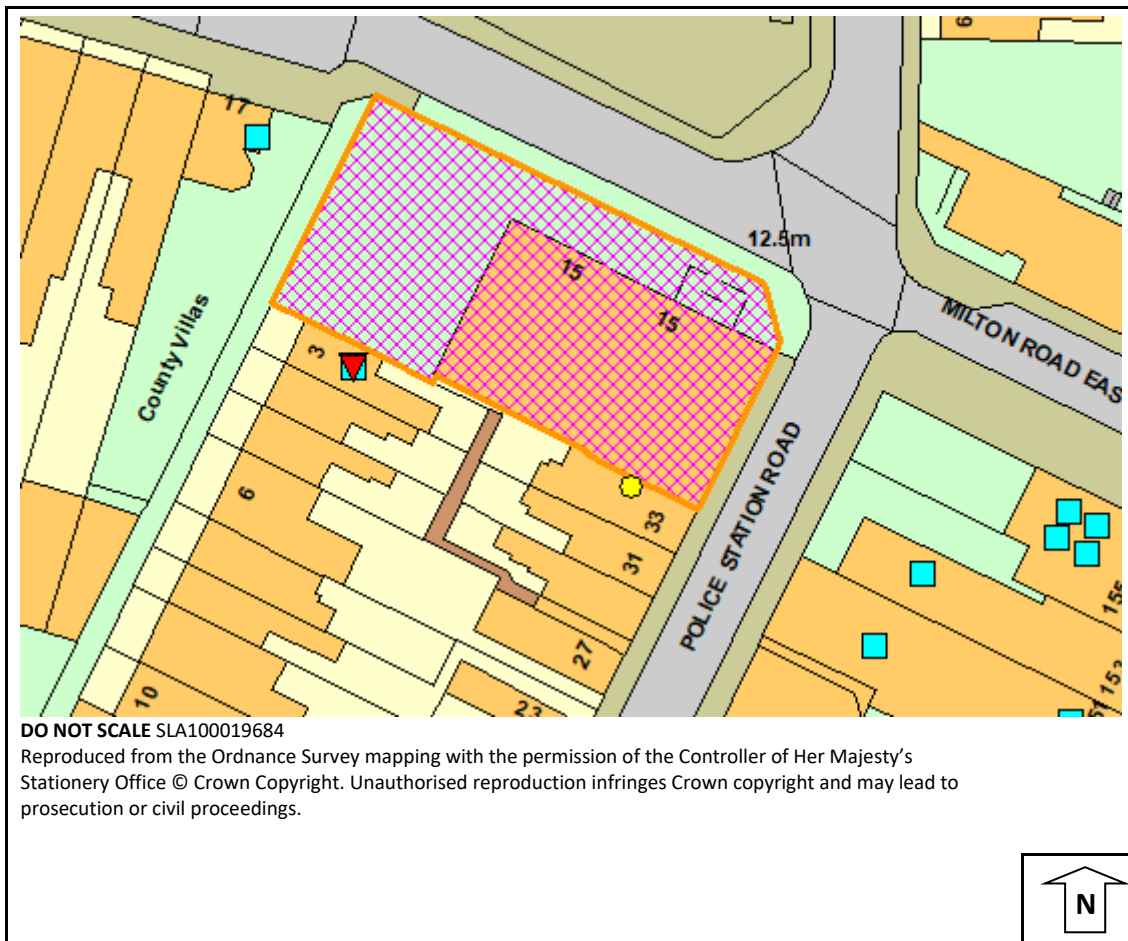 6
17
12.5m
15
15
MILTON ROAD EAS
County Villas
3
POLICE STATION ROAD
6
33
31
155
27
153
10
23
51
DO NOT SCALE SLA100019684
Reproduced from the Ordnance Survey mapping with the permission of the Controller of Her Majesty's
Stationery Office © Crown Copyright. Unauthorised reproduction infringes Crown copyright and may lead to
prosecution or civil proceedings.
N